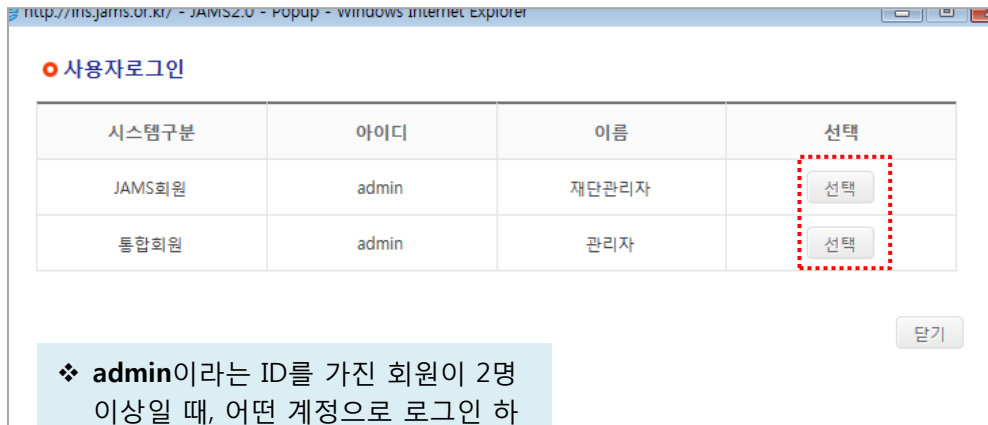 http://ins.jams.or.kr/ - JAMS2.0 - Popup - Windows Internet Explorer
사용자로그인
시스템구분 아이디 이름 선택
JAMS회원 admin 재단관리자 선택
통합회원 admin 관리자 선택
닫기
❖ admin이라는 ID를 가진 회원이 2명
이상일 때, 어떤 계정으로 로그인 하